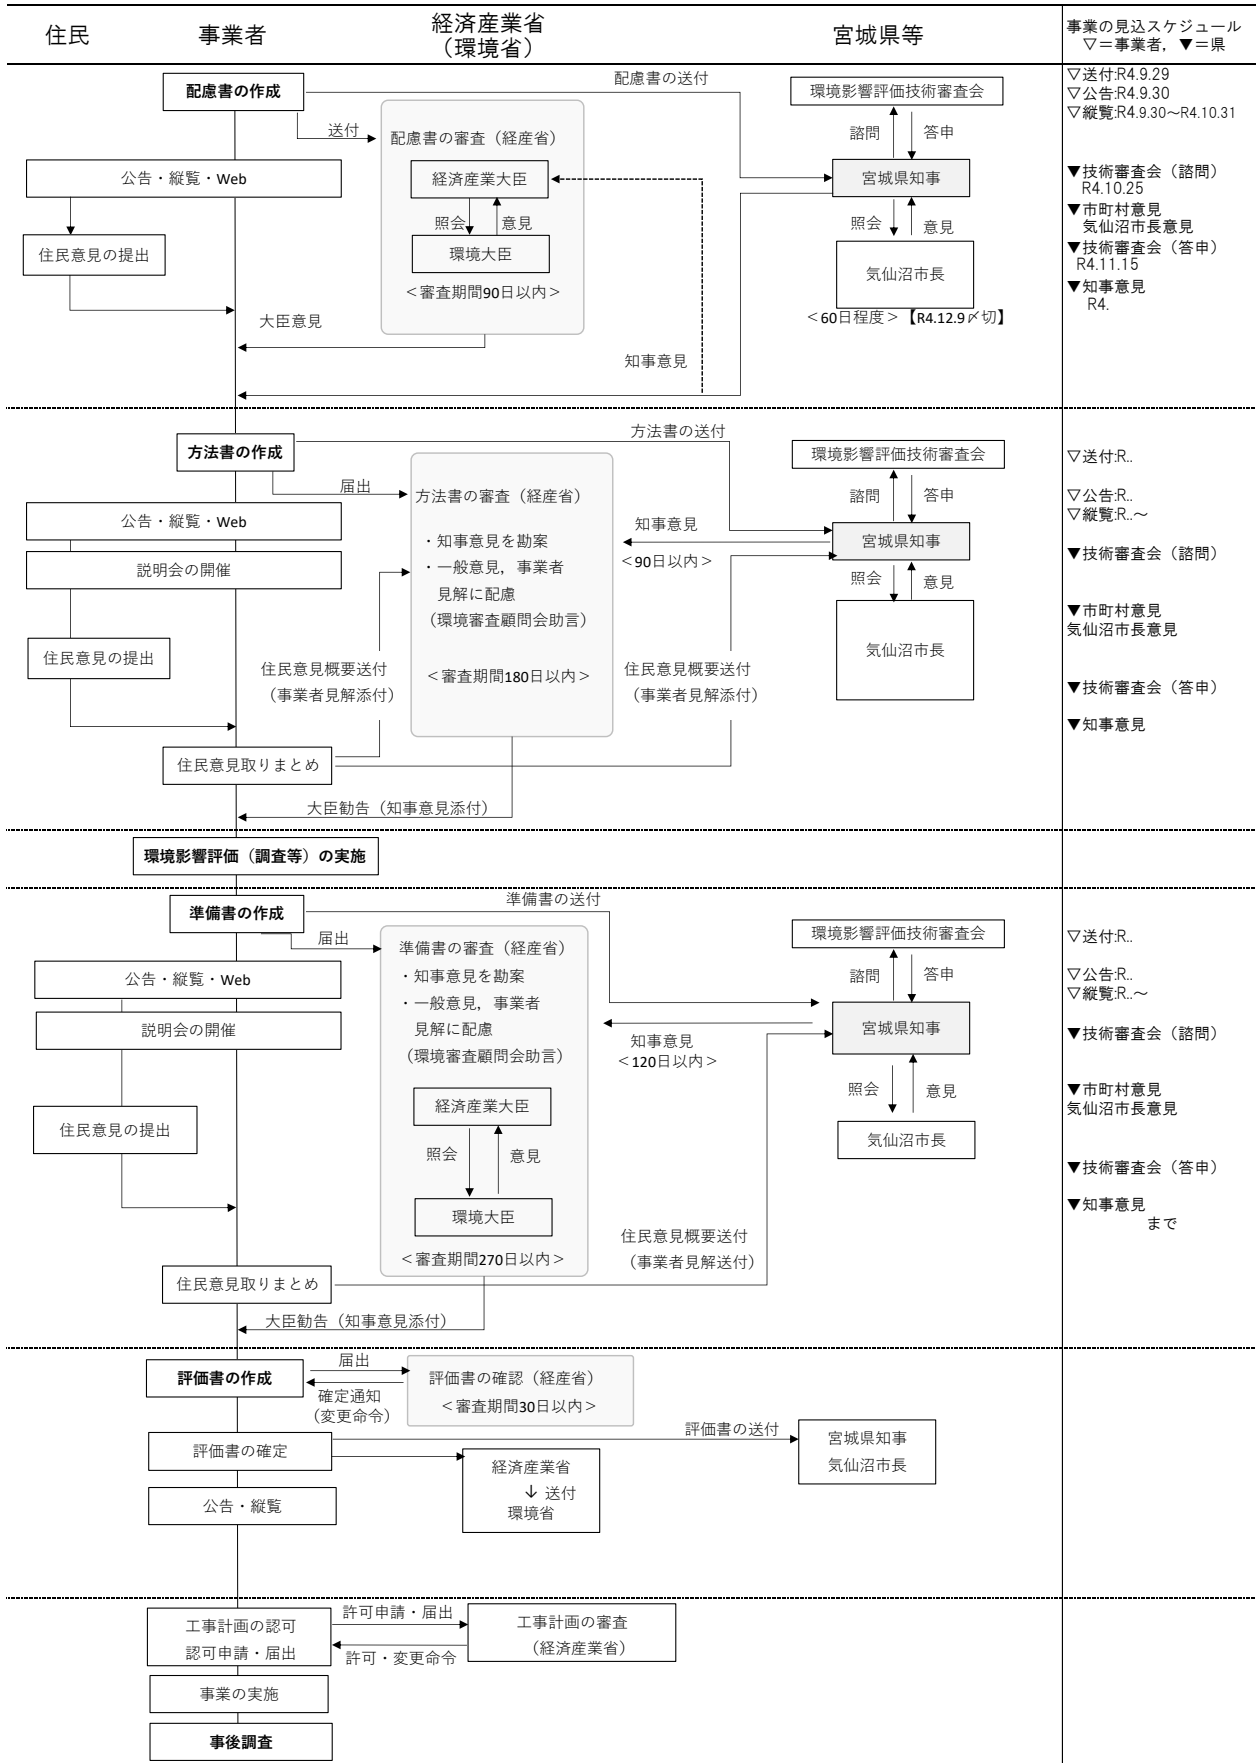 住民
事業者
経済産業省
（環境省）
宮城県等
事業の見込スケジュール
▽＝事業者，▼＝県
配慮書の作成
配慮書の送付
環境影響評価技術審査会
▽送付:R4.9.29
▽公告:R4.9.30
▽縦覧:R4.9.30～R4.10.31
送付
配慮書の審査（経産省）
諮問
答申
公告・縦覧・Web
経済産業大臣
宮城県知事
▼技術審査会（諮問）
R4.10.25
照会
意見
照会
意見
▼市町村意見
気仙沼市長意見
住民意見の提出
環境大臣
気仙沼市長
▼技術審査会（答申）
R4.11.15
＜審査期間90日以内＞
▼知事意見
R4.
大臣意見
＜60日程度＞【R4.12.9〆切】
知事意見
方法書の作成
方法書の送付
環境影響評価技術審査会
▽送付:R..
届出
方法書の審査（経産省）
諮問
答申
▽公告:R..
▽縦覧:R..～
公告・縦覧・Web
知事意見
宮城県知事
・知事意見を勘案
＜90日以内＞
▼技術審査会（諮問）
説明会の開催
・一般意見，事業者
見解に配慮
（環境審査顧問会助言）
照会
意見
▼市町村意見
気仙沼市長意見
住民意見の提出
気仙沼市長
住民意見概要送付
（事業者見解添付）
＜審査期間180日以内＞
住民意見概要送付
（事業者見解添付）
▼技術審査会（答申）
▼知事意見
住民意見取りまとめ
大臣勧告（知事意見添付）
環境影響評価（調査等）の実施
準備書の作成
準備書の送付
環境影響評価技術審査会
▽送付:R..
届出
準備書の審査（経産省）
諮問
答申
▽公告:R..
▽縦覧:R..～
公告・縦覧・Web
・知事意見を勘案
・一般意見，事業者
見解に配慮
（環境審査顧問会助言）
説明会の開催
知事意見
＜120日以内＞
宮城県知事
▼技術審査会（諮問）
経済産業大臣
照会
意見
▼市町村意見
気仙沼市長意見
住民意見の提出
気仙沼市長
照会
意見
▼技術審査会（答申）
環境大臣
▼知事意見
まで
住民意見概要送付
（事業者見解送付）
＜審査期間270日以内＞
住民意見取りまとめ
大臣勧告（知事意見添付）
評価書の作成
届出
確定通知
（変更命令）
評価書の確認（経産省）
＜審査期間30日以内＞
評価書の送付
宮城県知事
気仙沼市長
評価書の確定
経済産業省
↓ 送付
環境省
公告・縦覧
工事計画の認可
認可申請・届出
許可申請・届出
許可・変更命令
工事計画の審査
（経済産業省）
事業の実施
事後調査